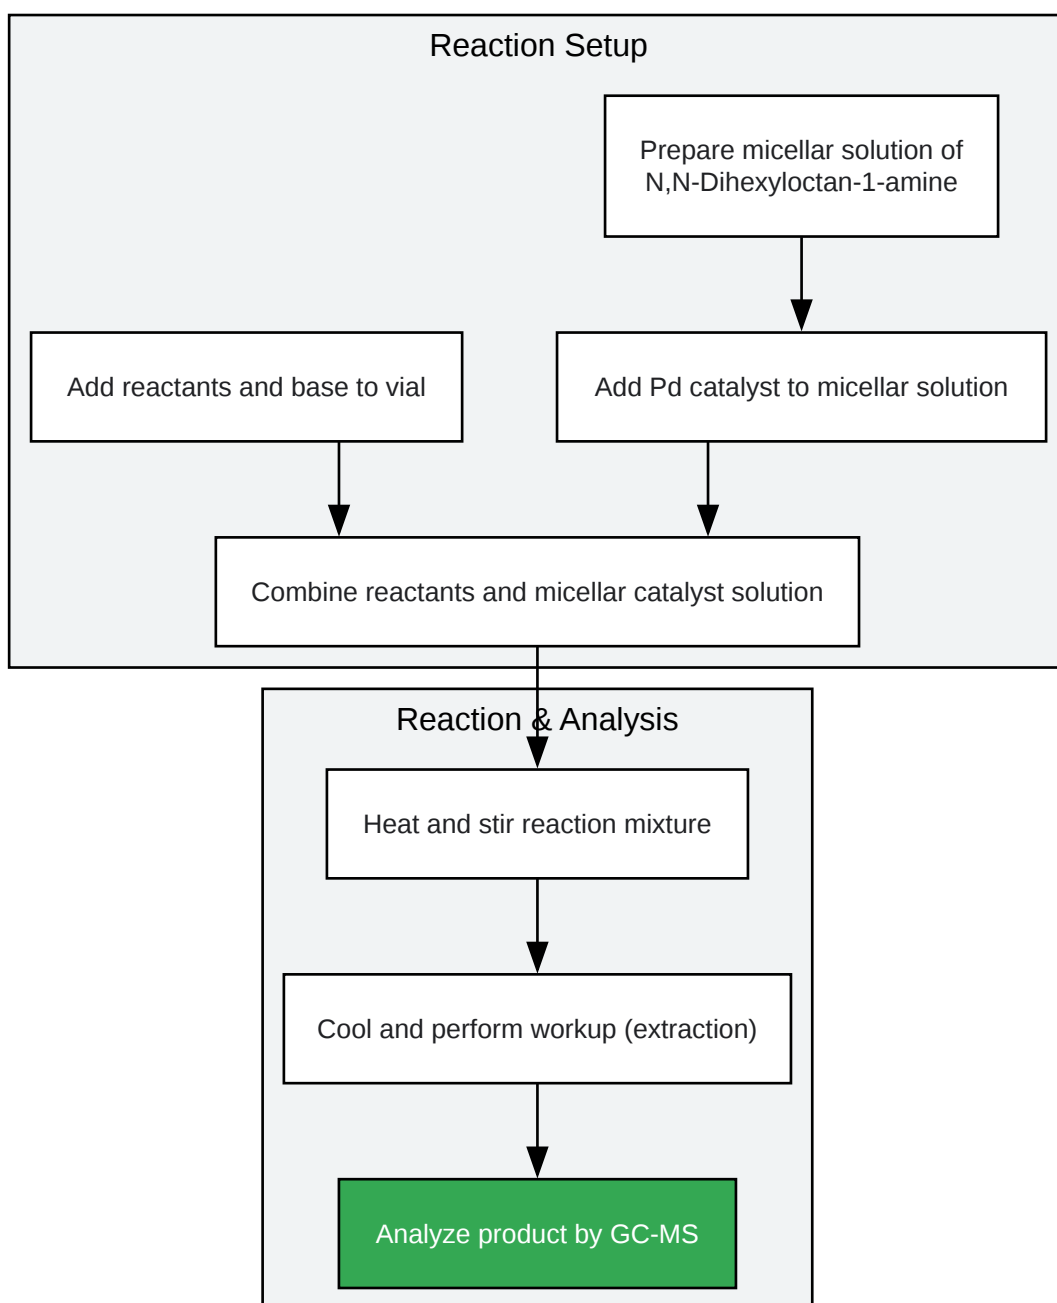 Reaction Setup
Prepare micellar solution of
N,N-Dihexyloctan-1-amine
Add reactants and base to vial
Add Pd catalyst to micellar solution
Combine reactants and micellar catalyst solution
Reaction & Analysis
Heat and stir reaction mixture
Cool and perform workup (extraction)
Analyze product by GC-MS